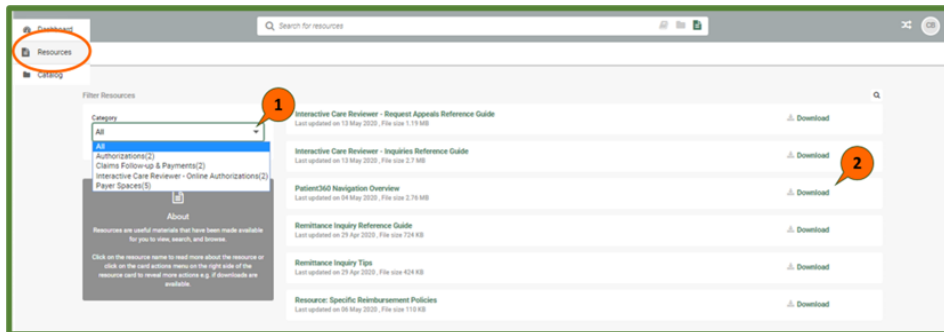 Dashboard
Search for resources
OB
Resources
Catalog
Filter Resources
Category
All
1
All
Authorizations(2)
Claims Follow-up & Payments(2)
Interactive Care Reviewer - Online Authorizations(2)
Payer Spaces(5)
About
Resources are useful materials that have been made available
for you to view, search, and browse.
Click on the resource name to read more about the resource or
click on the card actions menu on the right side of the
resource card to reveal more actions e.g. if downloads are
available.
Interactive Care Reviewer - Request Appeals Reference Guide
Last updated on 13 May 2020 , File size 1.19 MB
Download
Interactive Care Reviewer - Inquiries Reference Guide
Last updated on 13 May 2020 , File size 2.7 MB
Download
2
Patient360 Navigation Overview
Last updated on 04 May 2020 , File size 2.76 MB
Download
Remittance Inquiry Reference Guide
Last updated on 29 Apr 2020 , File size 724 KB
Download
Remittance Inquiry Tips
Last updated on 29 Apr 2020 , File size 424 KB
Download
Resource: Specific Reimbursement Policies
Last updated on 06 May 2020 , File size 110 KB
Download